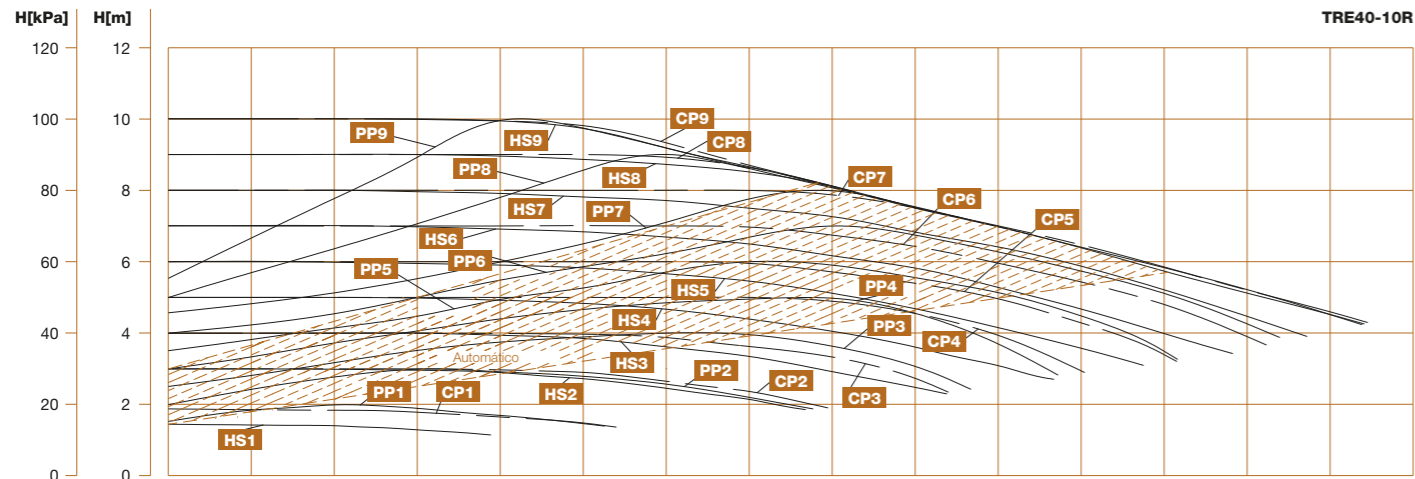 H[kPa] H[m] TRE40-10R
120 12
100 10
CP9
PP9
HS9
CP8
PP8
HS8
80 8
CP7
CP6
HS7
PP7
CP5
HS6
60 6
PP6
PP5
PP4
HS5
HS4
PP3
40 4
CP4
Automático
HS3
PP2
CP2
PP1 CP1
HS2
CP3
20 2
HS1
0 0